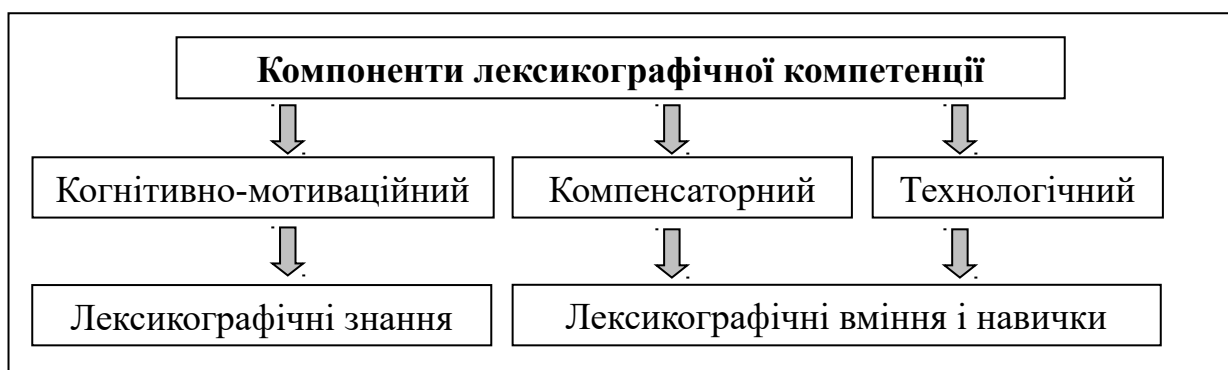 Компоненти лексикографічної компетенції
Когнітивно-мотиваційний
Компенсаторний
Технологічний
Лексикографічні знання
Лексикографічні вміння і навички